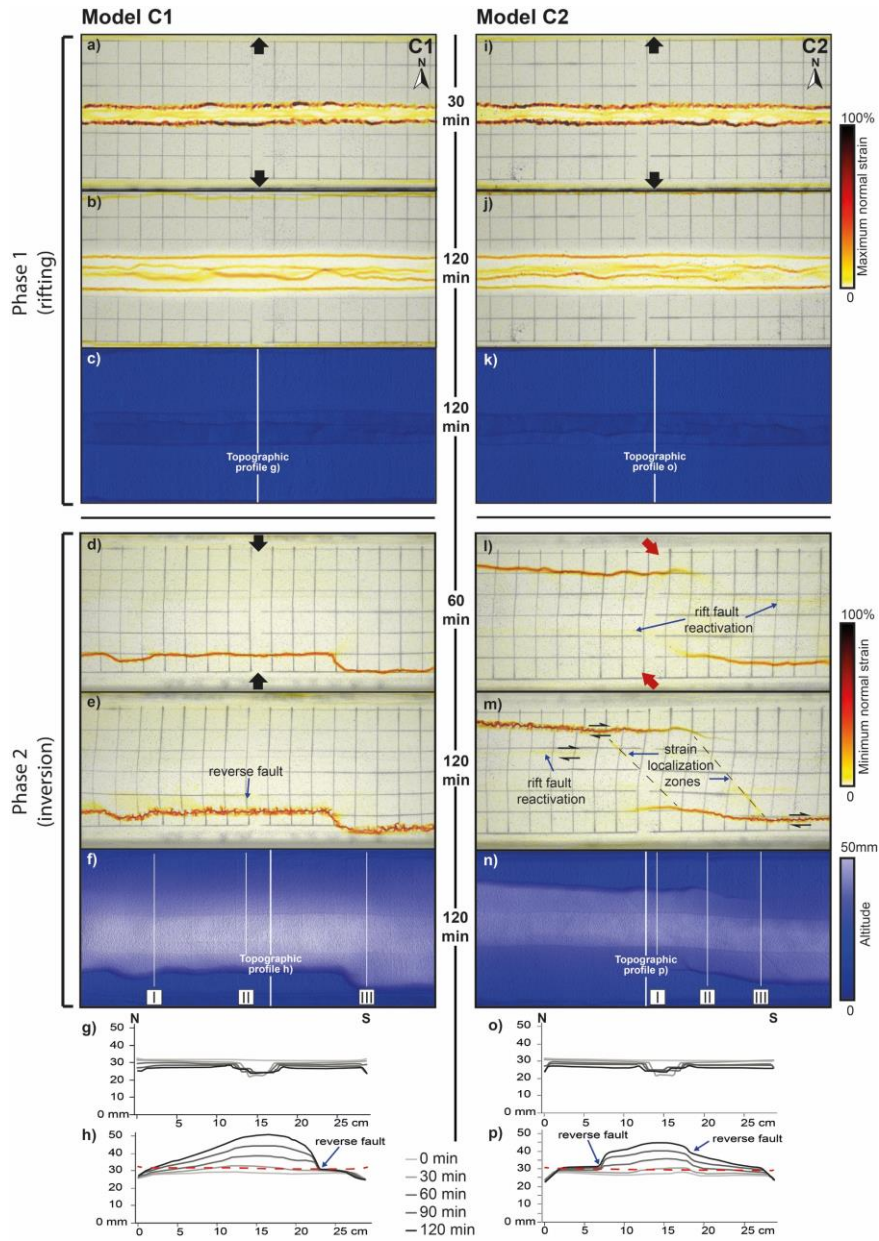 Model C1
Model C2
Phase 1
(rifting)
a)
C1
N
30
min
i)
C2
N
100%
Maximum normal strain
0
b)
120
min
j)
c)
Topographic
profile g)
120
min
k)
Topographic
profile o)
Phase 2
(inversion)
d)
60
min
l)
rift fault
reactivation
100%
Minimum normal strain
0
e)
reverse fault
120
min
m)
rift fault
reactivation
strain
localization
zones
f)
Topographic
profile h)
I
II
III
120
min
n)
Topographic
profile p)
I
II
III
50mm
Altitude
0
g)
N
S
50
40
30
20
0 mm
5
10
15
20
25 cm
o)
N
S
50
40
30
20
0 mm
5
10
15
20
25 cm
h)
reverse fault
50
40
30
20
10
0 mm
0
5
10
15
20
25 cm
0 min
30 min
60 min
90 min
120 min
p)
reverse fault
reverse fault
50
40
30
20
10
0 mm
0
5
10
15
20
25 cm